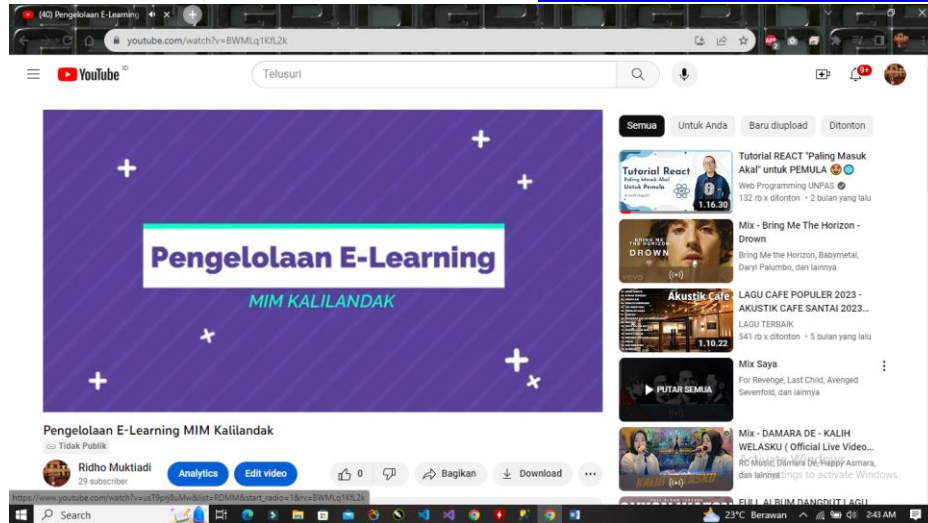 (40) Pengelolaan E-Learning
youtube.com/watch?v=BWMLq1KfL2k
YouTube ID
Telusuri
9+
Pengelolaan E-Learning
MIM KALILANDAK
Pengelolaan E-Learning MIM Kalilandak
Tidak Publik
Ridho Muktiadi
29 subscriber
Analytics
Edit video
0
Bagikan
Download
Semua
Untuk Anda
Baru diupload
Ditonton
Tutorial React
Paling Masuk Akal
Untuk Pemula
1.16.30
Tutorial REACT "Paling Masuk
Akal" untuk PEMULA
Web Programming UNPAS
132 rb x ditonton • 2 bulan yang lalu
BRING ME
THE HORIZON
DROWN
vevo
Mix - Bring Me The Horizon -
Drown
Bring Me the Horizon, Babymetal,
Daryl Palumbo, dan lainnya
Akustik Cafe
1.10.22
LAGU CAFE POPULER 2023 -
AKUSTIK CAFE SANTAI 2023...
LAGU TERBAIK
541 rb x ditonton • 5 bulan yang lalu
PUTAR SEMUA
Mix Saya
For Revenge, Last Child, Avenged
Sevenfold, dan lainnya
KALIH WELASKU
Mix - DAMARA DE - KALIH
WELASKU ( Official Live Video...
RC Music, Damara De, Happy Asmara,
dan lainnya
Activate Windows
FULL ALBUM DANGDUT LAGU
https://www.youtube.com/watch?v=usT9prj8uMw&list=RDMM&start_radio=1&rv=BWMLq1KfL2k
Search
23°C Berawan
2:43 AM